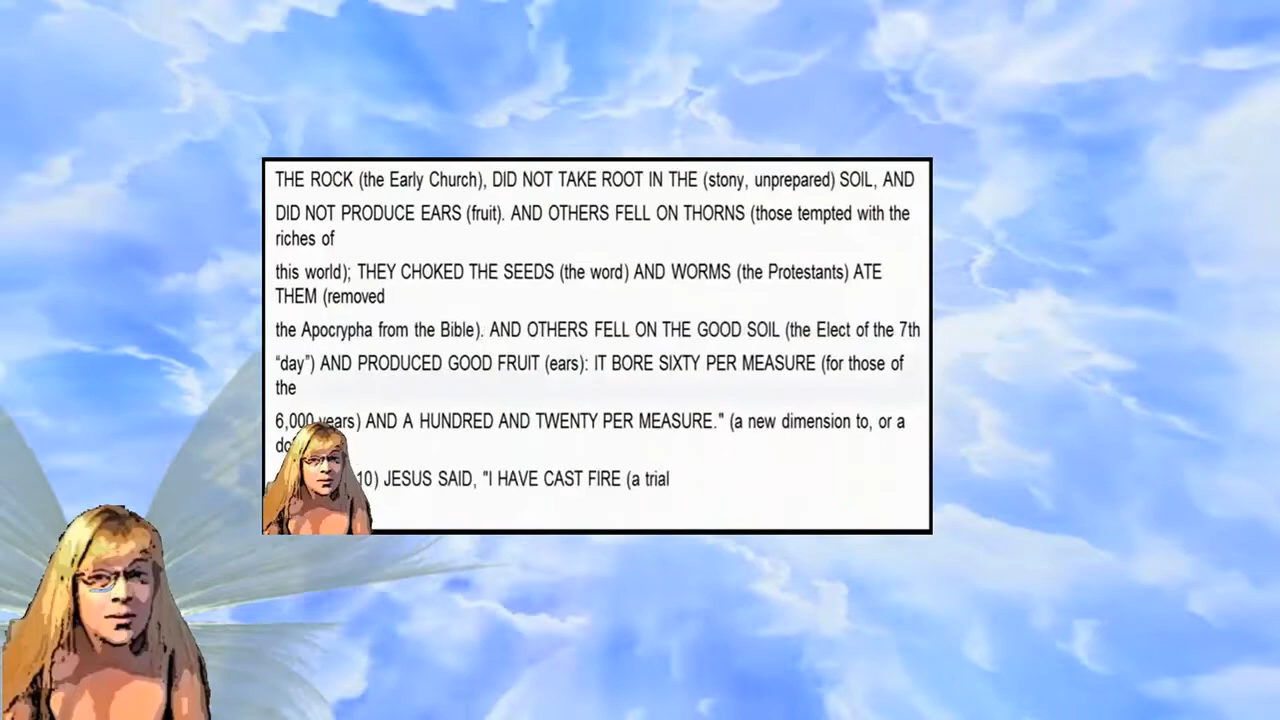 THE ROCK (the Early Church), DID NOT TAKE ROOT IN THE (stony, unprepared) SOIL, AND
DID NOT PRODUCE EARS (fruit). AND OTHERS FELL ON THORNS (those tempted with the
riches of
this world); THEY CHOKED THE SEEDS (the word) AND WORMS (the Protestants) ATE
THEM (removed
the Apocrypha from the Bible). AND OTHERS FELL ON THE GOOD SOIL (the Elect of the 7th
“day”) AND PRODUCED GOOD FRUIT (ears): IT BORE SIXTY PER MEASURE (for those of
the
6,000 years) AND A HUNDRED AND TWENTY PER MEASURE." (a new dimension to, or a
10) JESUS SAID, "I HAVE CAST FIRE (a trial